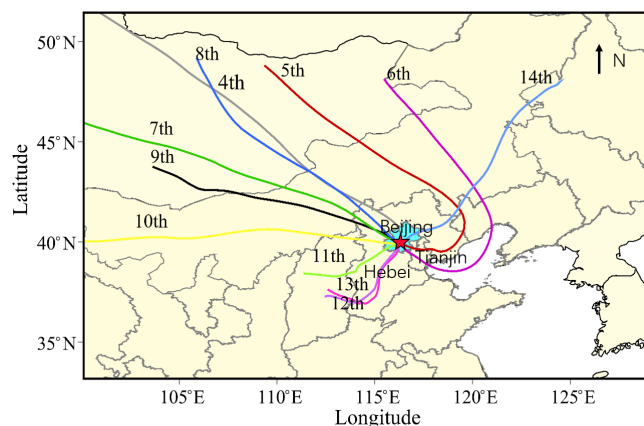 50°N
45°N
40°N
35°N
Latitude
8th
4th
5th
6th
14th
N
7th
9th
10th
11th
13th
12th
Beijing
Tianjin
Hebei
105°E
110°E
115°E
120°E
125°E
Longitude